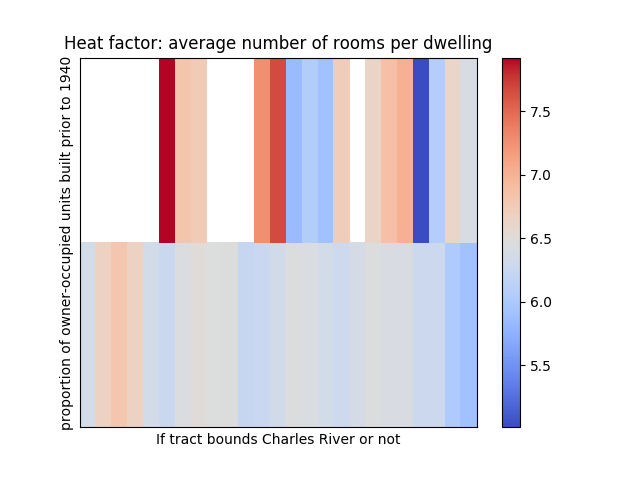 Heat factor: average number of rooms per dwelling
proportion of owner-occupied units built prior to 1940
If tract bounds Charles River or not
7.5
7.0
6.5
6.0
5.5